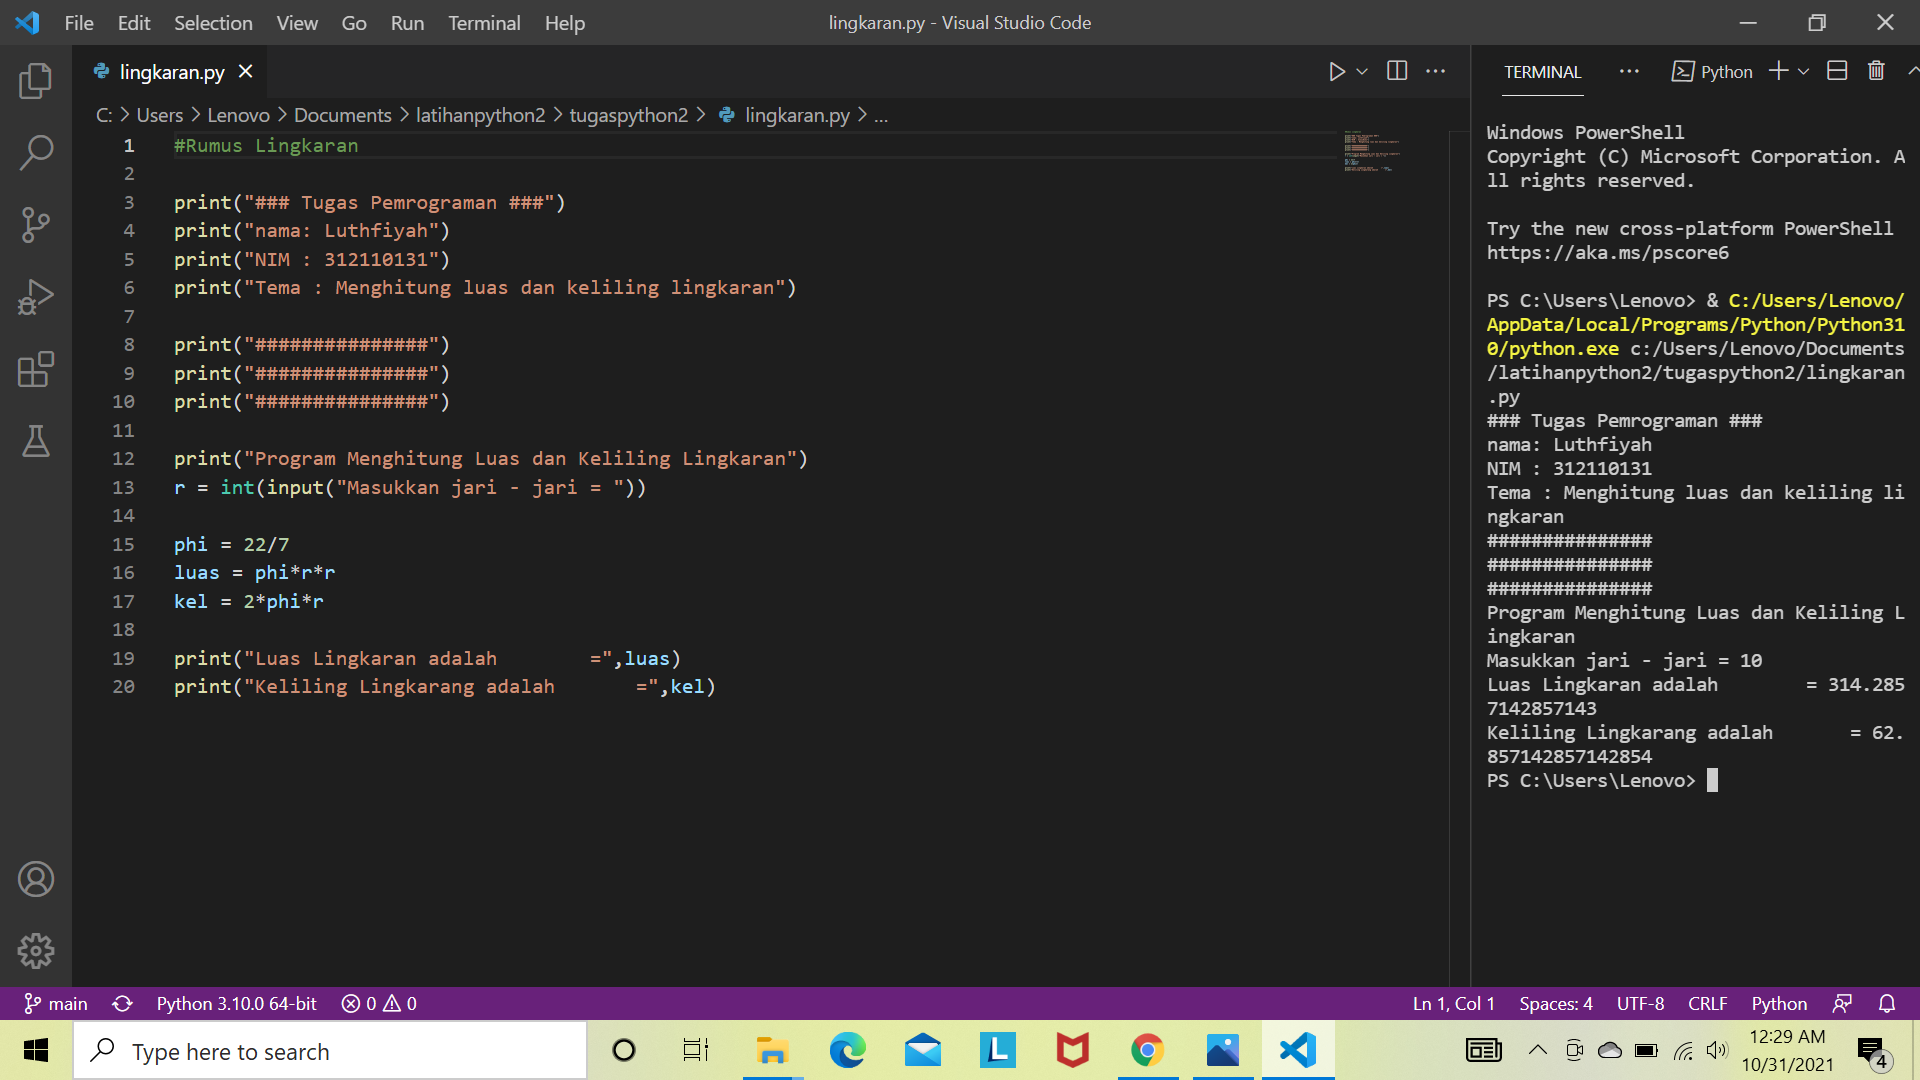 File Edit Selection View Go Run Terminal Help lingkaran.py - Visual Studio Code
lingkaran.py
C: > Users > Lenovo > Documents > latihanpython2 > tugaspython2 > lingkaran.py > ...
1 #Rumus Lingkaran
2
3 print("### Tugas Pemrograman ###")
4 print("nama: Luthfiyah")
5 print("NIM : 312110131")
6 print("Tema : Menghitung luas dan keliling lingkaran")
7
8 print("###############")
9 print("###############")
10 print("###############")
11
12 print("Program Menghitung Luas dan Keliling Lingkaran")
13 r = int(input("Masukkan jari - jari = "))
14
15 phi = 22/7
16 luas = phi*r*r
17 kel = 2*phi*r
18
19 print("Luas Lingkaran adalah        =",luas)
20 print("Keliling Lingkarang adalah       =",kel)
TERMINAL ... Python
Windows PowerShell
Copyright (C) Microsoft Corporation. A
ll rights reserved.
Try the new cross-platform PowerShell
https://aka.ms/pscore6
PS C:\Users\Lenovo> & C:/Users/Lenovo/
AppData/Local/Programs/Python/Python31
0/python.exe c:/Users/Lenovo/Documents
/latihanpython2/tugaspython2/lingkaran
.py
### Tugas Pemrograman ###
nama: Luthfiyah
NIM : 312110131
Tema : Menghitung luas dan keliling li
ngkaran
###############
###############
###############
Program Menghitung Luas dan Keliling L
ingkaran
Masukkan jari - jari = 10
Luas Lingkaran adalah        = 314.285
7142857143
Keliling Lingkarang adalah       = 62.
857142857142854
PS C:\Users\Lenovo>
main Python 3.10.0 64-bit 0 0 Ln 1, Col 1 Spaces: 4 UTF-8 CRLF Python
Type here to search
L
12:29 AM
10/31/2021
4